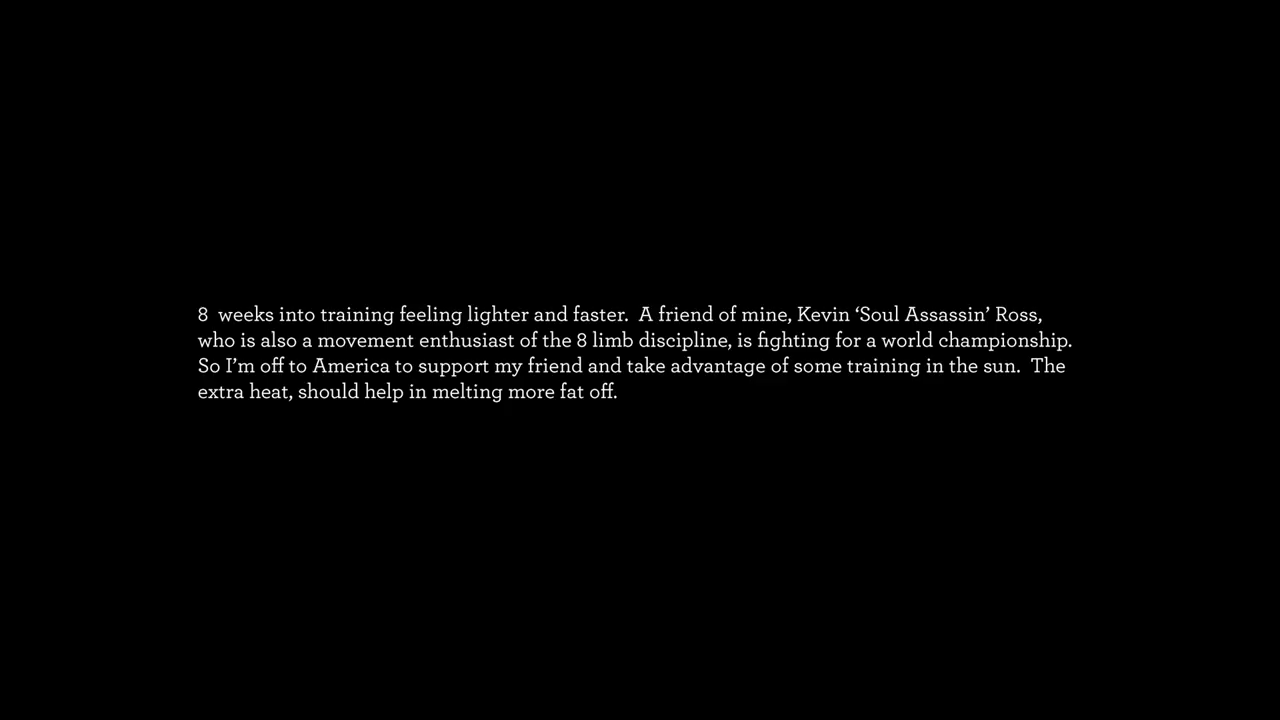 8  weeks into training feeling lighter and faster.  A friend of mine, Kevin ‘Soul Assassin’ Ross,
who is also a movement enthusiast of the 8 limb discipline, is fighting for a world championship.
So I’m off to America to support my friend and take advantage of some training in the sun.  The
extra heat, should help in melting more fat off.